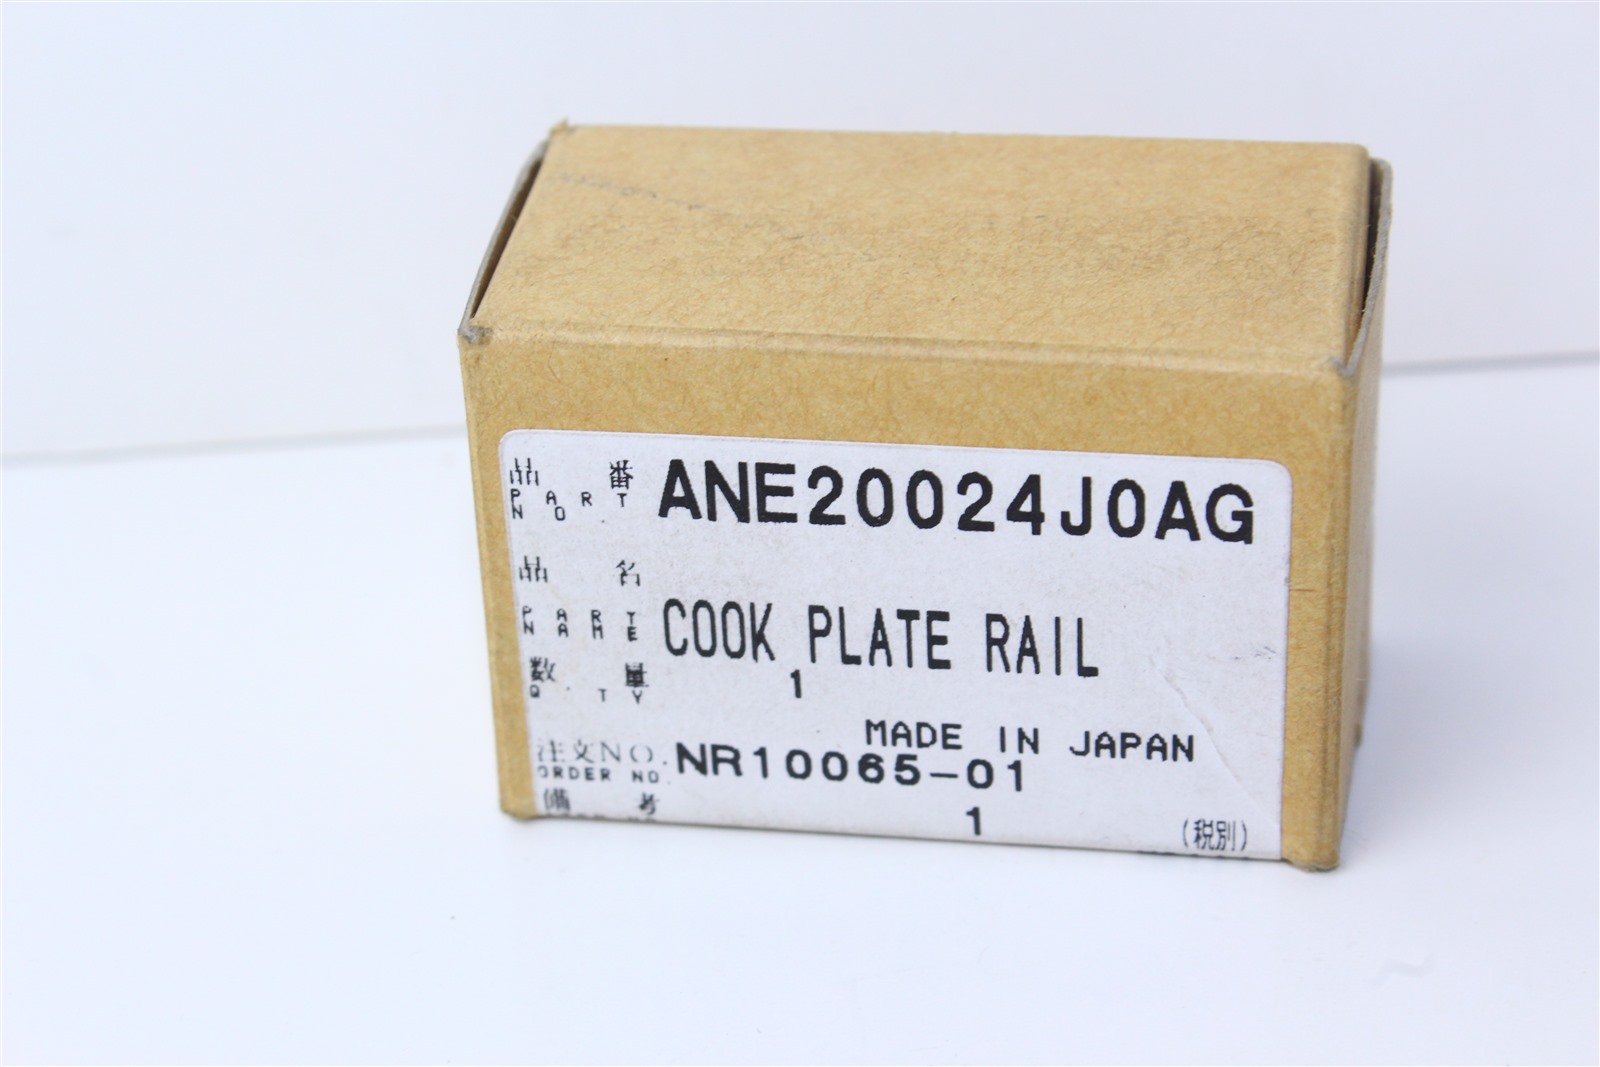 品番 ANE20024J0AG
PART NO
品名
PART NAME COOK PLATE RAIL
数量 1
Q'TY
MADE IN JAPAN
注文NO. NR10065-01
ORDER NO.
備考 1 (税別)